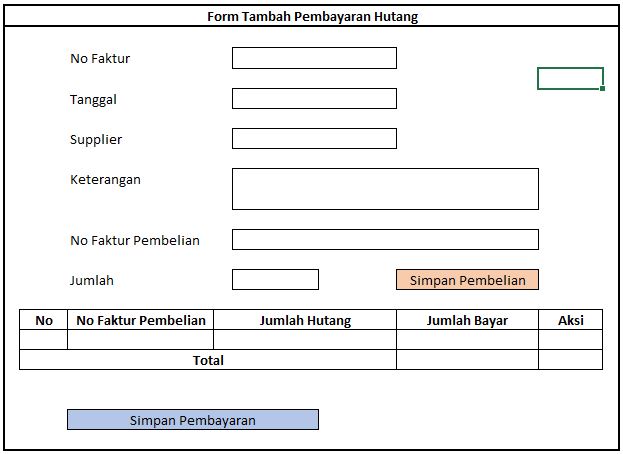 Form Tambah Pembayaran Hutang
No Faktur
Tanggal
Supplier
Keterangan
No Faktur Pembelian
Jumlah Simpan Pembelian
No No Faktur Pembelian Jumlah Hutang Jumlah Bayar Aksi
Total
Simpan Pembayaran